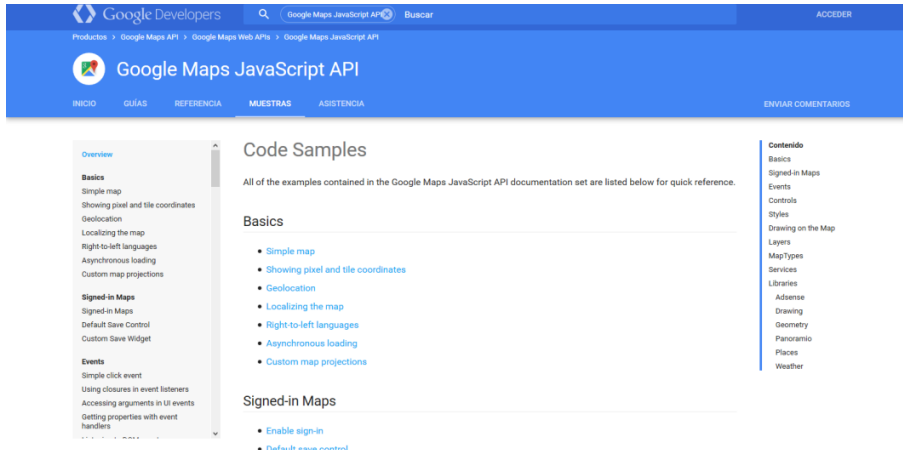 Google Developers
Google Maps JavaScript API
Buscar
ACCEDER
Productos > Google Maps API > Google Maps Web APIs > Google Maps JavaScript API
Google Maps JavaScript API
INICIO GUÍAS REFERENCIA MUESTRAS ASISTENCIA ENVIAR COMENTARIOS
Overview
Basics
Simple map
Showing pixel and tile coordinates
Geolocation
Localizing the map
Right-to-left languages
Asynchronous loading
Custom map projections
Signed-in Maps
Signed-in Maps
Default Save Control
Custom Save Widget
Events
Simple click event
Using closures in event listeners
Accessing arguments in UI events
Getting properties with event
handlers
Code Samples
All of the examples contained in the Google Maps JavaScript API documentation set are listed below for quick reference.
Basics
Simple map
Showing pixel and tile coordinates
Geolocation
Localizing the map
Right-to-left languages
Asynchronous loading
Custom map projections
Signed-in Maps
Enable sign-in
Default save control
Contenido
Basics
Signed-in Maps
Events
Controls
Styles
Drawing on the Map
Layers
MapTypes
Services
Libraries
Adsense
Drawing
Geometry
Panoramio
Places
Weather